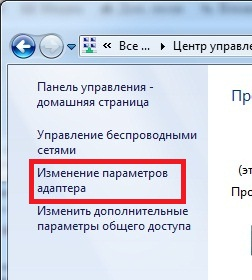 Все ...
Центр управле
Панель управления -
домашняя страница
Управление беспроводными
сетями
Изменение параметров
адаптера
Изменить дополнительные
параметры общего доступа
Пр
(эт
Про